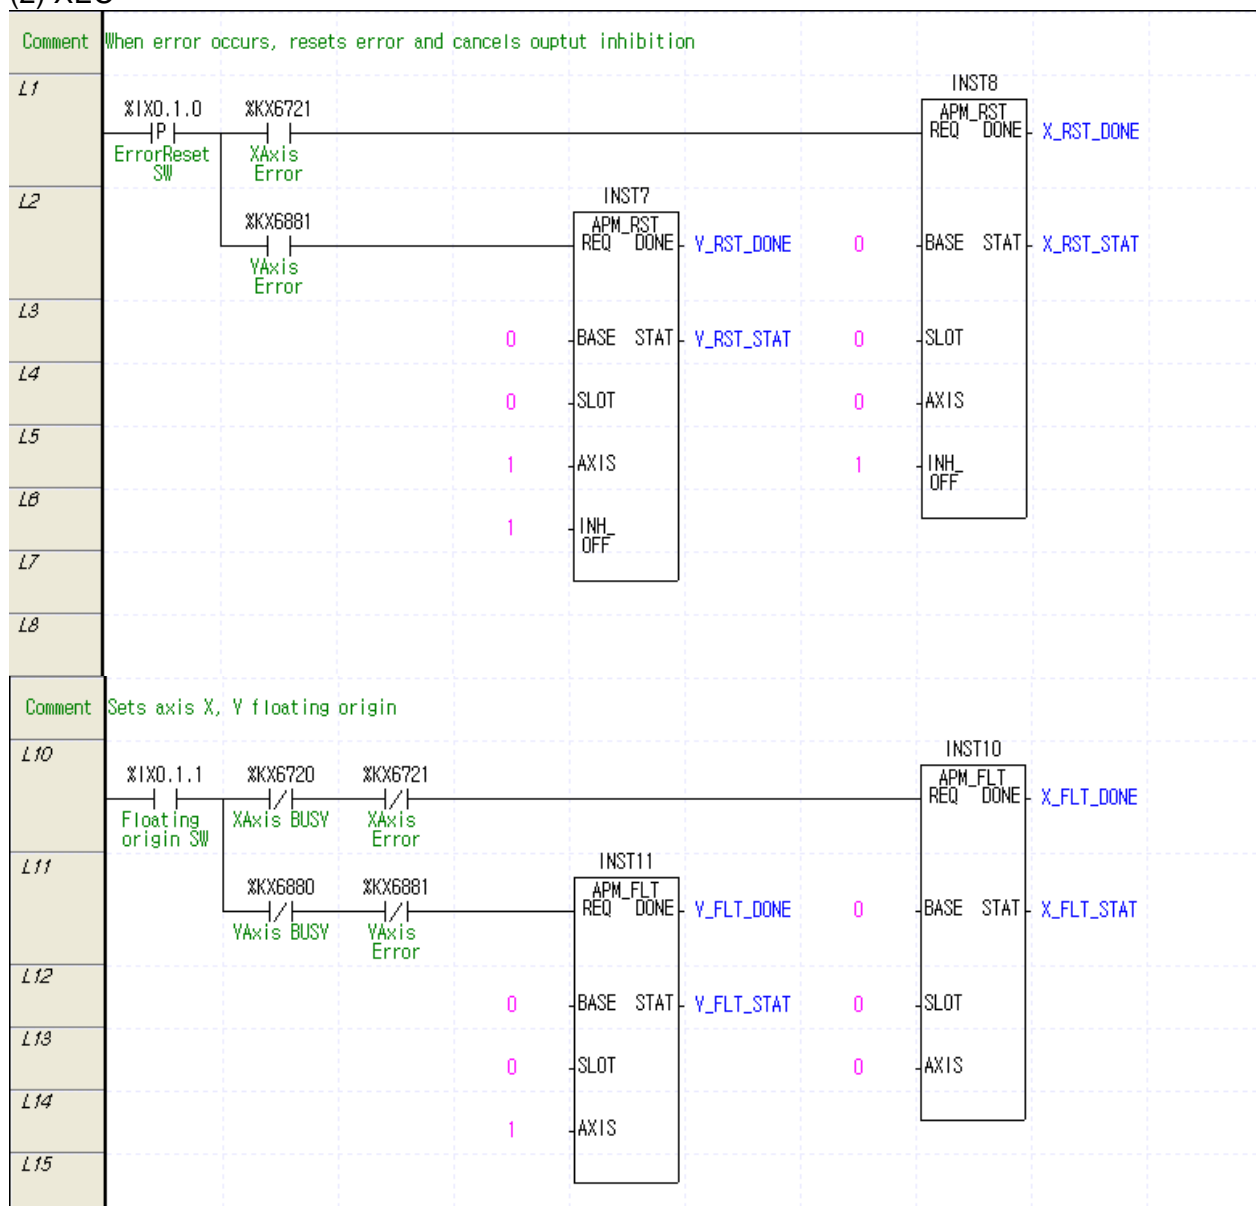 (2) XEC
Comment When error occurs, resets error and cancels ouptut inhibition
L1
INST8
%IX0.1.0 %KX6721 APM_RST
P REQ DONE X_RST_DONE
ErrorReset XAxis
SW Error
L2
INST7
%KX6881 APM_RST
REQ DONE Y_RST_DONE 0 BASE STAT X_RST_STAT
YAxis
Error
L3
0 BASE STAT Y_RST_STAT 0 SLOT
L4
0 SLOT 0 AXIS
L5
1 AXIS 1 INH_
OFF
L6
1 INH_
OFF
L7
L8
Comment Sets axis X, Y floating origin
L10
INST10
%IX0.1.1 %KX6720 %KX6721 APM_FLT
REQ DONE X_FLT_DONE
Floating XAxis BUSY XAxis
origin SW Error
L11
INST11
%KX6880 %KX6881 APM_FLT
REQ DONE Y_FLT_DONE 0 BASE STAT X_FLT_STAT
YAxis BUSY YAxis
Error
L12
0 BASE STAT Y_FLT_STAT 0 SLOT
L13
0 SLOT 0 AXIS
L14
1 AXIS
L15